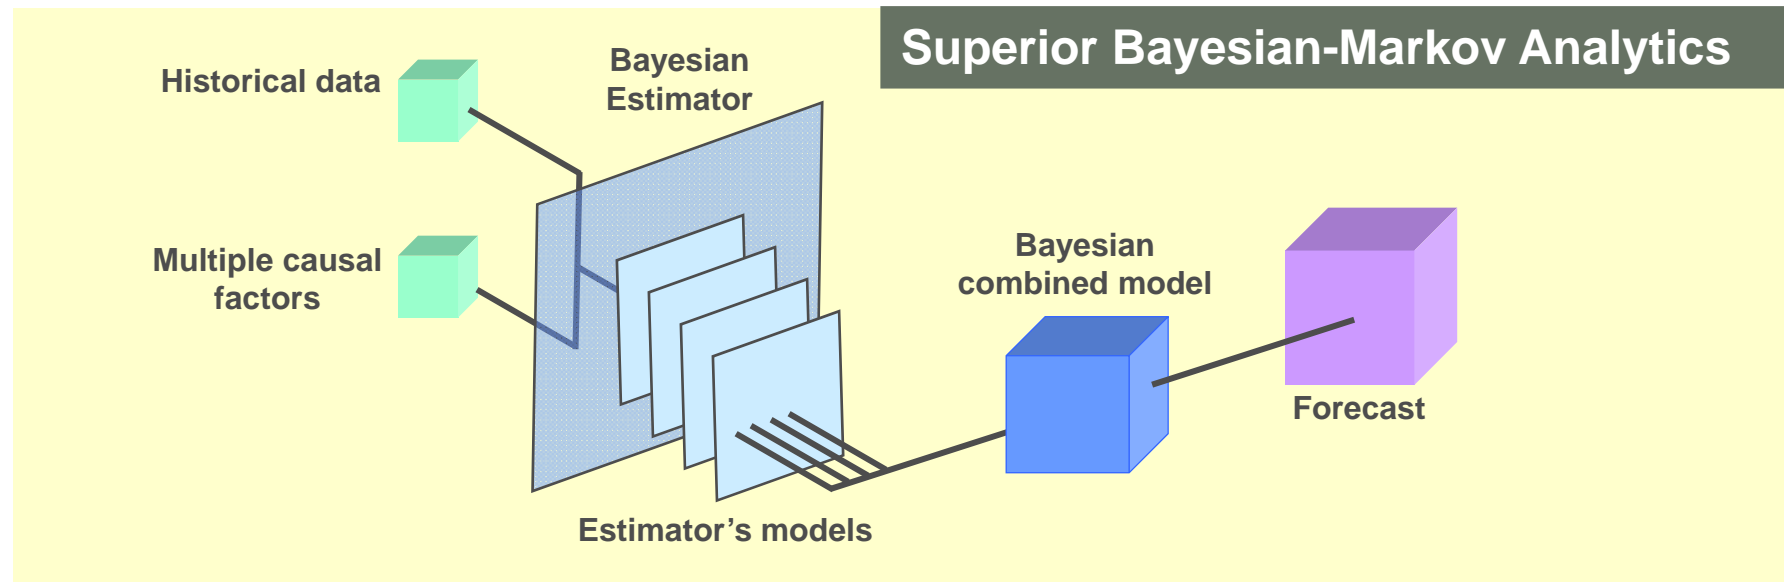 Superior Bayesian-Markov Analytics
Historical data
Bayesian
Estimator
Multiple causal
factors
Bayesian
combined model
Forecast
Estimator’s models